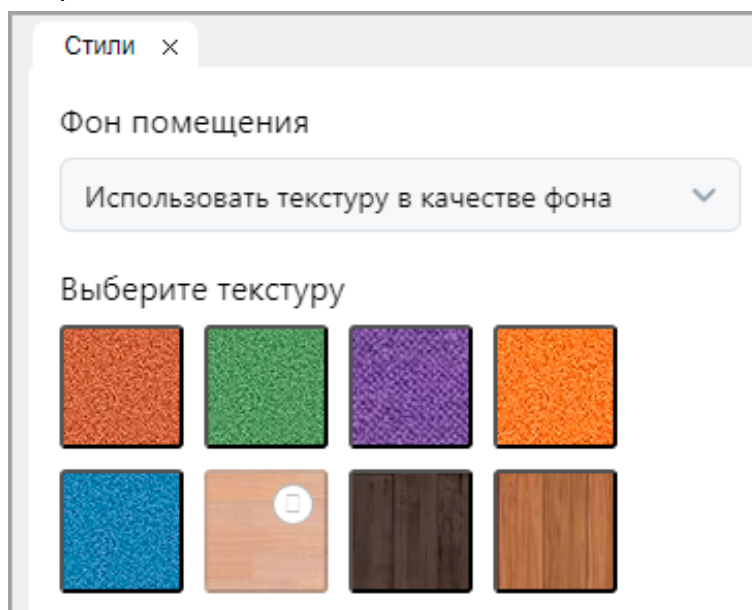 Стили ×
Фон помещения
Использовать текстуру в качестве фона
Выберите текстуру